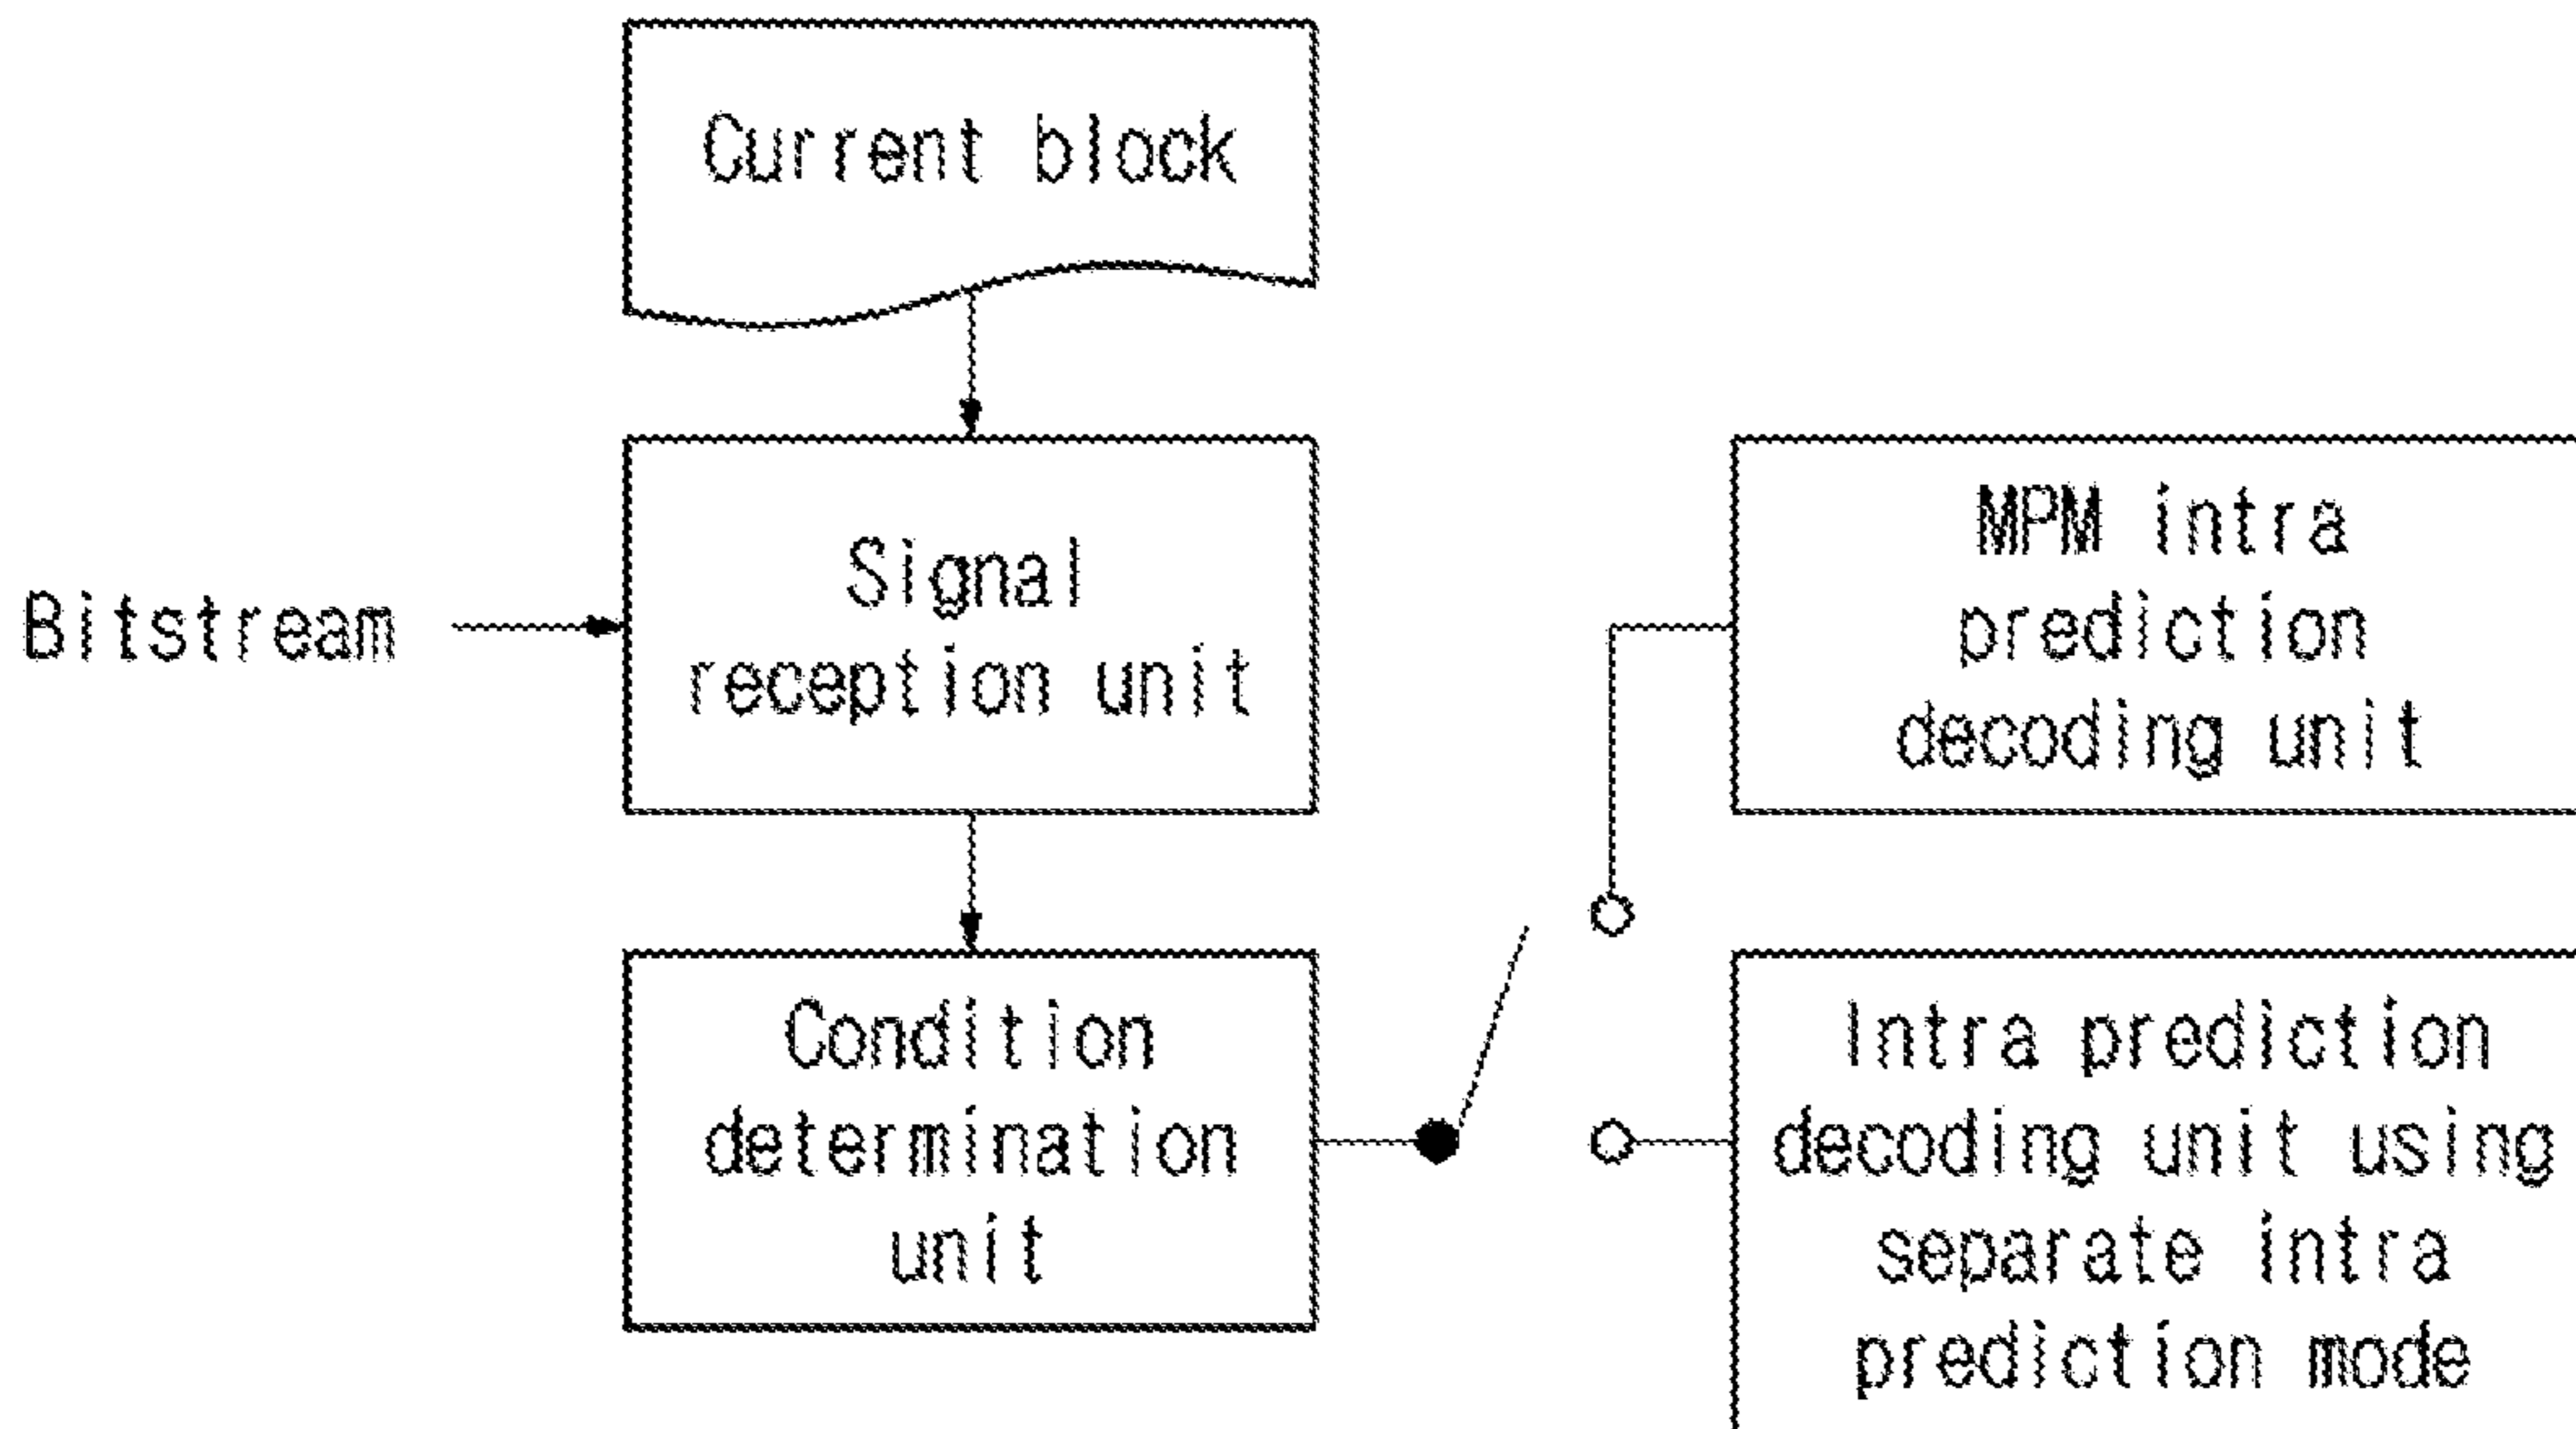 Current block
Bitstream
Signal
reception unit
MPM intra
prediction
decoding unit
Condition
determination
unit
Intra prediction
decoding unit using
separate intra
prediction mode